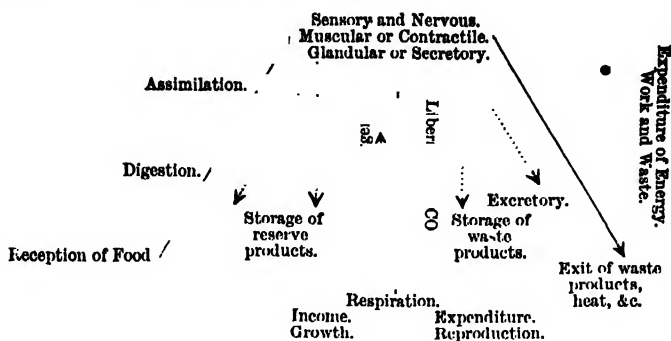 Sensory and Nervous.
Muscular or Contractile.
Glandular or Secretory.
Assimilation.
Expenditure of Energy.
Work and Waste.
Digestion.
Storage of
reserve
products.
CO
Storage of
waste
products.
Excretory.
Reception of Food
Exit of waste
products,
heat, &c.
Respiration.
Income.
Growth.
Expenditure.
Reproduction.